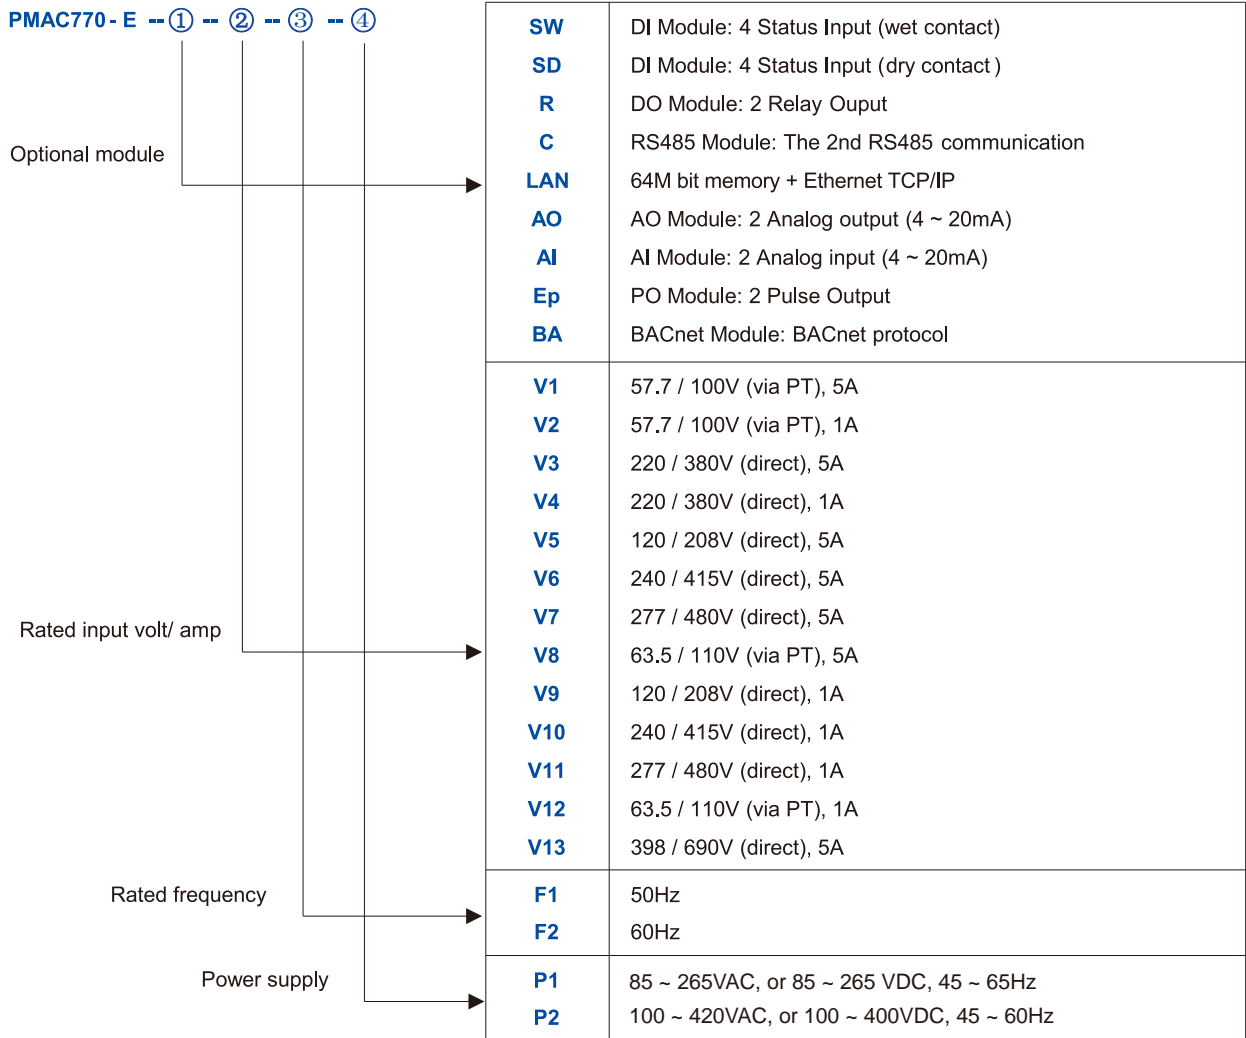 PMAC770 - E -- ① -- ② -- ③ -- ④
Optional module
SW DI Module: 4 Status Input (wet contact)
SD DI Module: 4 Status Input (dry contact )
R DO Module: 2 Relay Ouput
C RS485 Module: The 2nd RS485 communication
LAN 64M bit memory + Ethernet TCP/IP
AO AO Module: 2 Analog output (4 ~ 20mA)
AI AI Module: 2 Analog input (4 ~ 20mA)
Ep PO Module: 2 Pulse Output
BA BACnet Module: BACnet protocol
Rated input volt/ amp
V1 57.7 / 100V (via PT), 5A
V2 57.7 / 100V (via PT), 1A
V3 220 / 380V (direct), 5A
V4 220 / 380V (direct), 1A
V5 120 / 208V (direct), 5A
V6 240 / 415V (direct), 5A
V7 277 / 480V (direct), 5A
V8 63.5 / 110V (via PT), 5A
V9 120 / 208V (direct), 1A
V10 240 / 415V (direct), 1A
V11 277 / 480V (direct), 1A
V12 63.5 / 110V (via PT), 1A
V13 398 / 690V (direct), 5A
Rated frequency
F1 50Hz
F2 60Hz
Power supply
P1 85 ~ 265VAC, or 85 ~ 265 VDC, 45 ~ 65Hz
P2 100 ~ 420VAC, or 100 ~ 400VDC, 45 ~ 60Hz